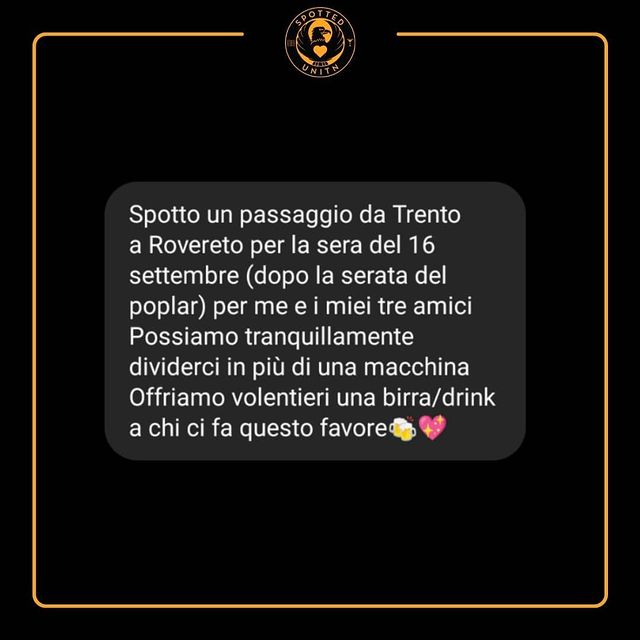 SPOTTED
UNITN
Spotto un passaggio da Trento
a Rovereto per la sera del 16
settembre (dopo la serata del
poplar) per me e i miei tre amici
Possiamo tranquillamente
dividerci in più di una macchina
Offriamo volentieri una birra/drink
a chi ci fa questo favore🍻💖